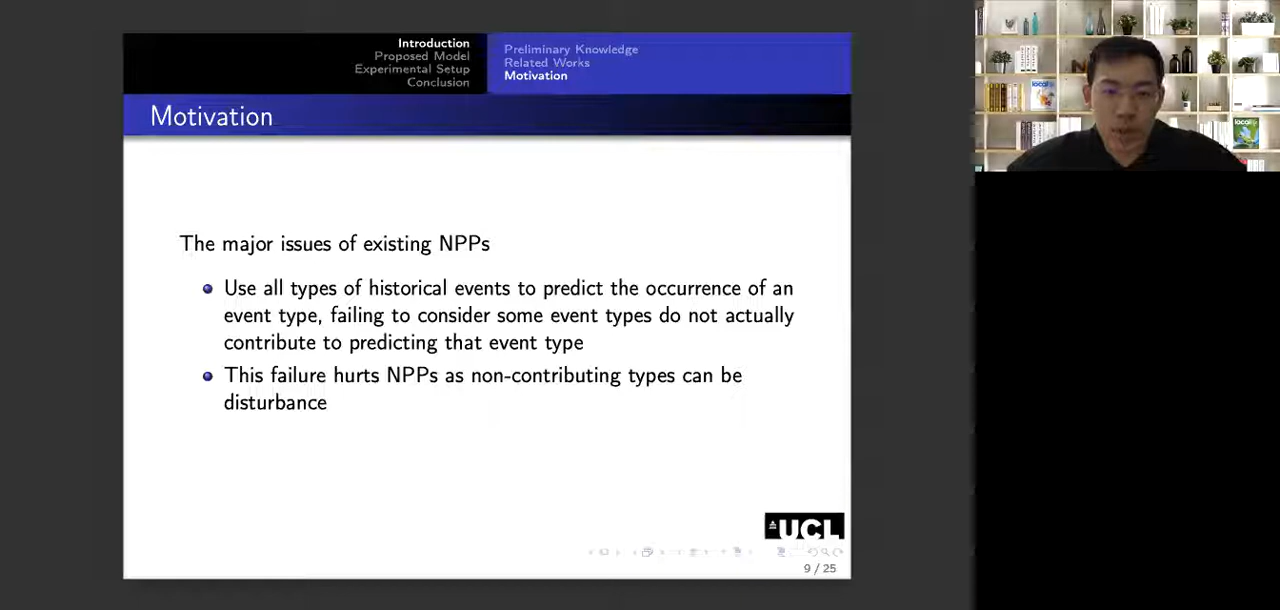 Introduction
Proposed Model
Experimental Setup
Conclusion
Preliminary Knowledge
Related Works
Motivation
Motivation
The major issues of existing NPPs
Use all types of historical events to predict the occurrence of an
event type, failing to consider some event types do not actually
contribute to predicting that event type
This failure hurts NPPs as non-contributing types can be
disturbance
UCL
9 / 25
local
local